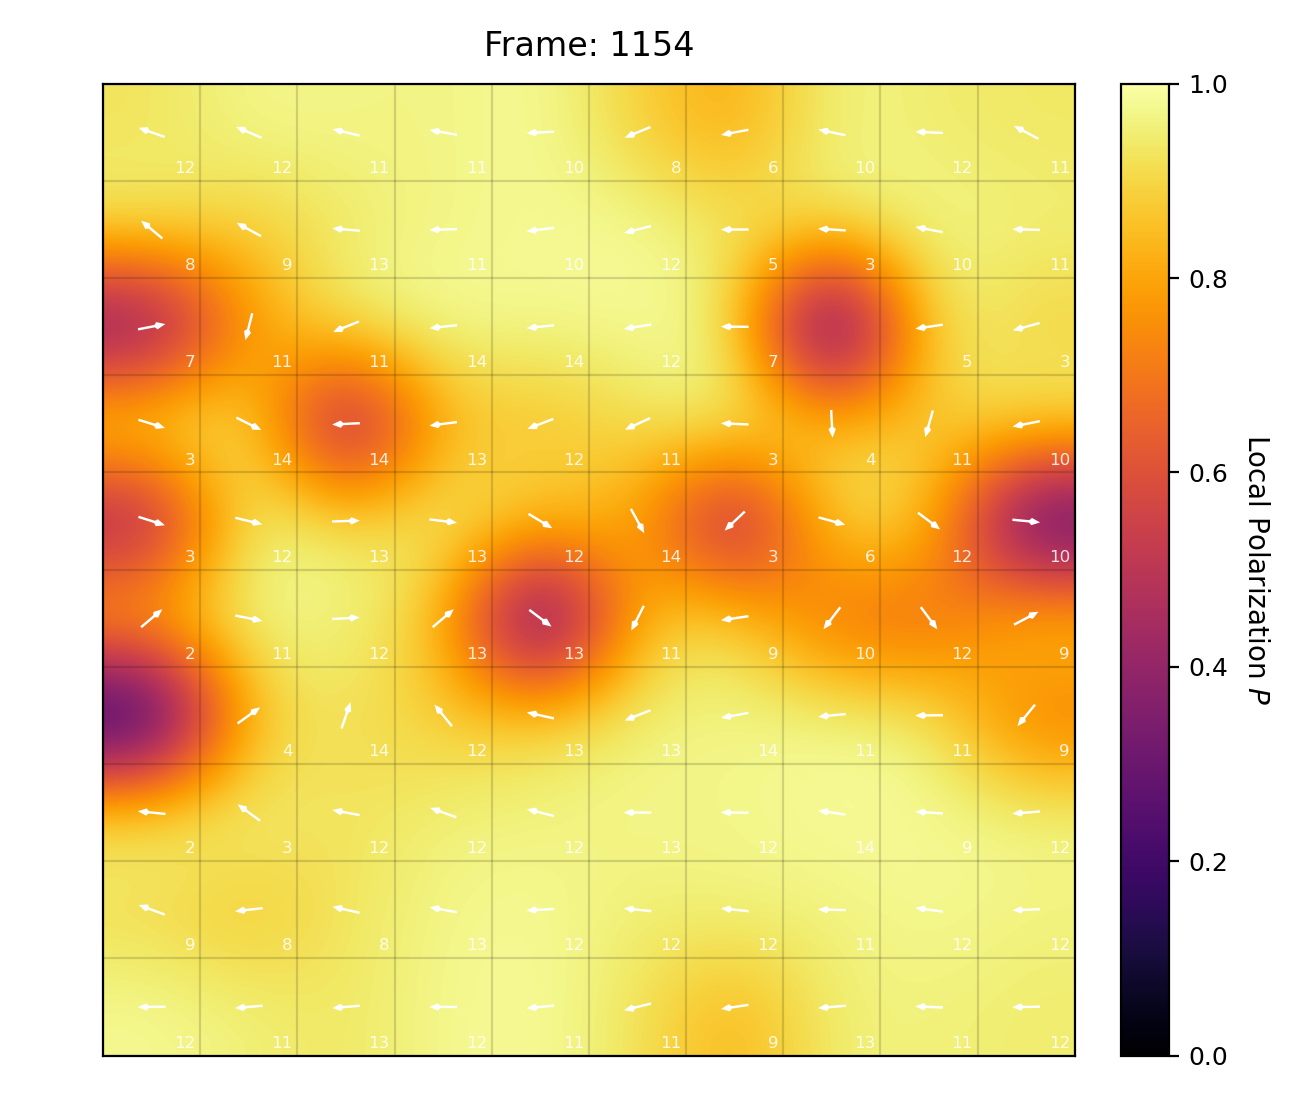 Frame: 1154
12 12 11 11 10 8 6 10 12 11
8 9 13 11 10 12 5 3 10 11
7 11 11 14 14 12 7 5 3
3 14 14 13 12 11 3 4 11 10
3 12 13 13 12 14 3 6 12 10
2 11 12 13 13 11 9 10 12 9
4 14 12 13 13 14 11 11 9
2 3 12 12 12 13 12 14 9 12
9 8 8 13 12 12 12 11 12 12
12 11 13 12 11 11 9 13 11 12
1.0
0.8
0.6
0.4
0.2
0.0
Local Polarization P